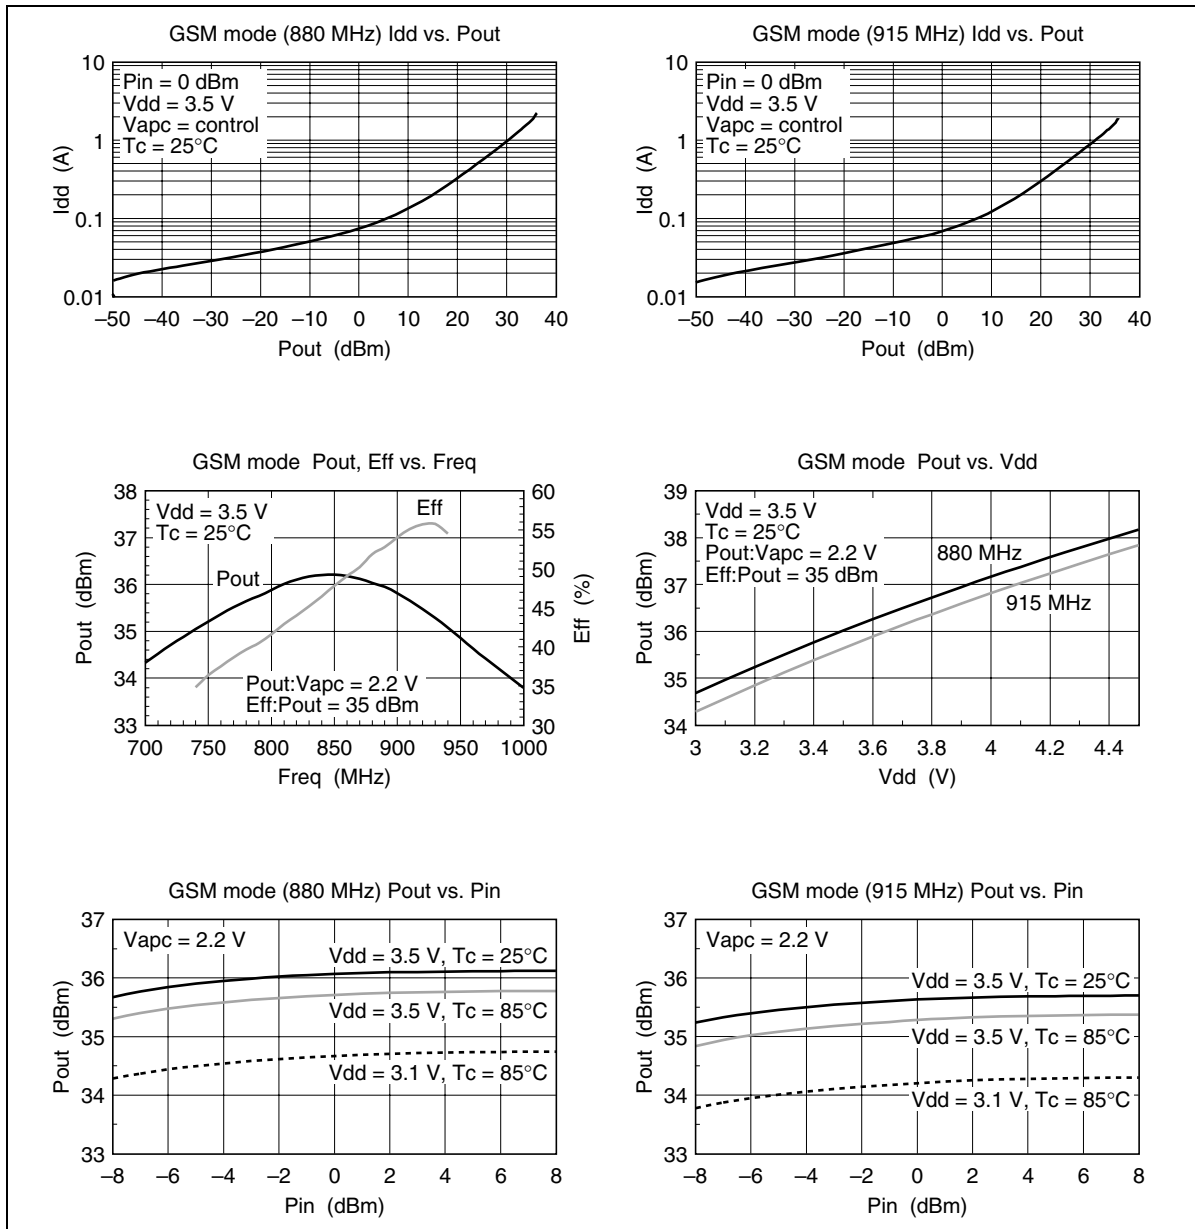 GSM mode (880 MHz) Idd vs. Pout
10
1
0.1
0.01
Idd (A)
Pin = 0 dBm
Vdd = 3.5 V
Vapc = control
Tc = 25°C
–50 –40 –30 –20 –10 0 10 20 30 40
Pout (dBm)
GSM mode (915 MHz) Idd vs. Pout
10
1
0.1
0.01
Idd (A)
Pin = 0 dBm
Vdd = 3.5 V
Vapc = control
Tc = 25°C
–50 –40 –30 –20 –10 0 10 20 30 40
Pout (dBm)
GSM mode Pout, Eff vs. Freq
38
37
36
35
34
33
Pout (dBm)
Vdd = 3.5 V
Tc = 25°C
Eff
Pout
Pout:Vapc = 2.2 V
Eff:Pout = 35 dBm
60
55
50
45
40
35
30
Eff (%)
700 750 800 850 900 950 1000
Freq (MHz)
GSM mode Pout vs. Vdd
39
38
37
36
35
34
Pout (dBm)
Vdd = 3.5 V
Tc = 25°C
Pout:Vapc = 2.2 V
Eff:Pout = 35 dBm
880 MHz
915 MHz
3 3.2 3.4 3.6 3.8 4 4.2 4.4
Vdd (V)
GSM mode (880 MHz) Pout vs. Pin
37
36
35
34
33
Pout (dBm)
Vapc = 2.2 V
Vdd = 3.5 V, Tc = 25°C
Vdd = 3.5 V, Tc = 85°C
Vdd = 3.1 V, Tc = 85°C
–8 –6 –4 –2 0 2 4 6 8
Pin (dBm)
GSM mode (915 MHz) Pout vs. Pin
37
36
35
34
33
Pout (dBm)
Vapc = 2.2 V
Vdd = 3.5 V, Tc = 25°C
Vdd = 3.5 V, Tc = 85°C
Vdd = 3.1 V, Tc = 85°C
–8 –6 –4 –2 0 2 4 6 8
Pin (dBm)